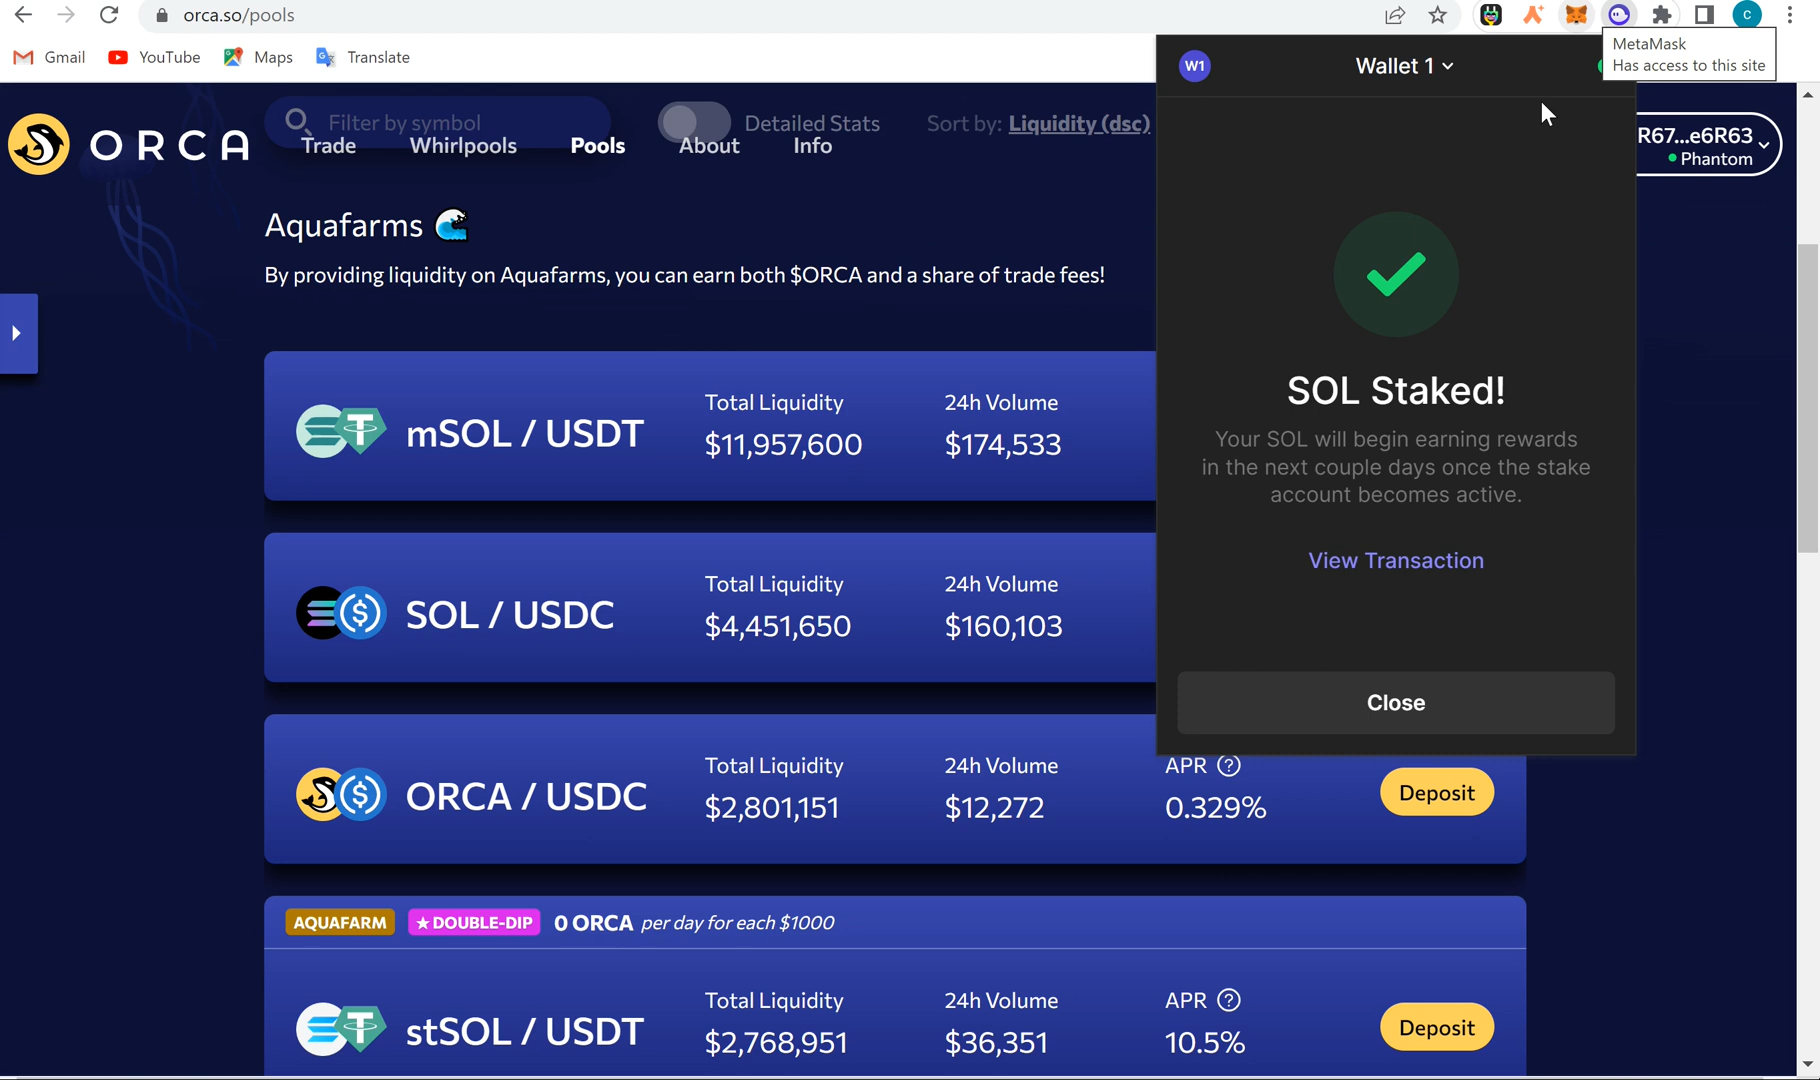 orca.so/pools
C
Gmail
YouTube
Maps
Translate
MetaMask
Has access to this site
W1
Wallet 1
ORCA
Filter by symbol
Detailed Stats
Sort by: Liquidity (dsc)
Trade
Whirlpools
Pools
About
Info
R67...e6R63
Phantom
Aquafarms
By providing liquidity on Aquafarms, you can earn both $ORCA and a share of trade fees!
SOL Staked!
Your SOL will begin earning rewards
in the next couple days once the stake
account becomes active.
View Transaction
Close
mSOL / USDT
Total Liquidity
$11,957,600
24h Volume
$174,533
SOL / USDC
Total Liquidity
$4,451,650
24h Volume
$160,103
ORCA / USDC
Total Liquidity
$2,801,151
24h Volume
$12,272
APR ?
0.329%
Deposit
AQUAFARM
★ DOUBLE-DIP
0 ORCA per day for each $1000
stSOL / USDT
Total Liquidity
$2,768,951
24h Volume
$36,351
APR ?
10.5%
Deposit